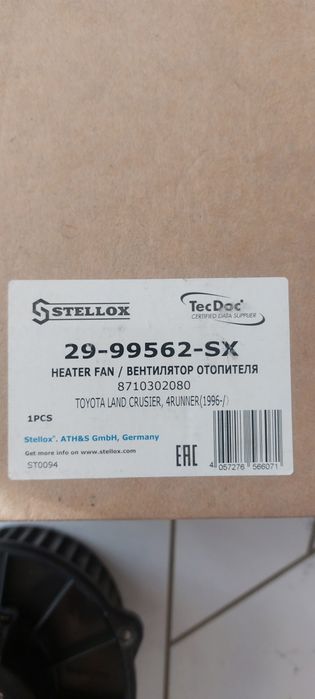 STELLOX
TecDoc
CERTIFIED DATA SUPPLIER
29-99562-SX
HEATER FAN / ВЕНТИЛЯТОР ОТОПИТЕЛЯ
8710302080
TOYOTA LAND CRUSIER, 4RUNNER(1996-/)
1PCS
Stellox®. ATH&S GmbH, Germany
Get more info on www.stellox.com
ST0094
EAC
4 057276 566071